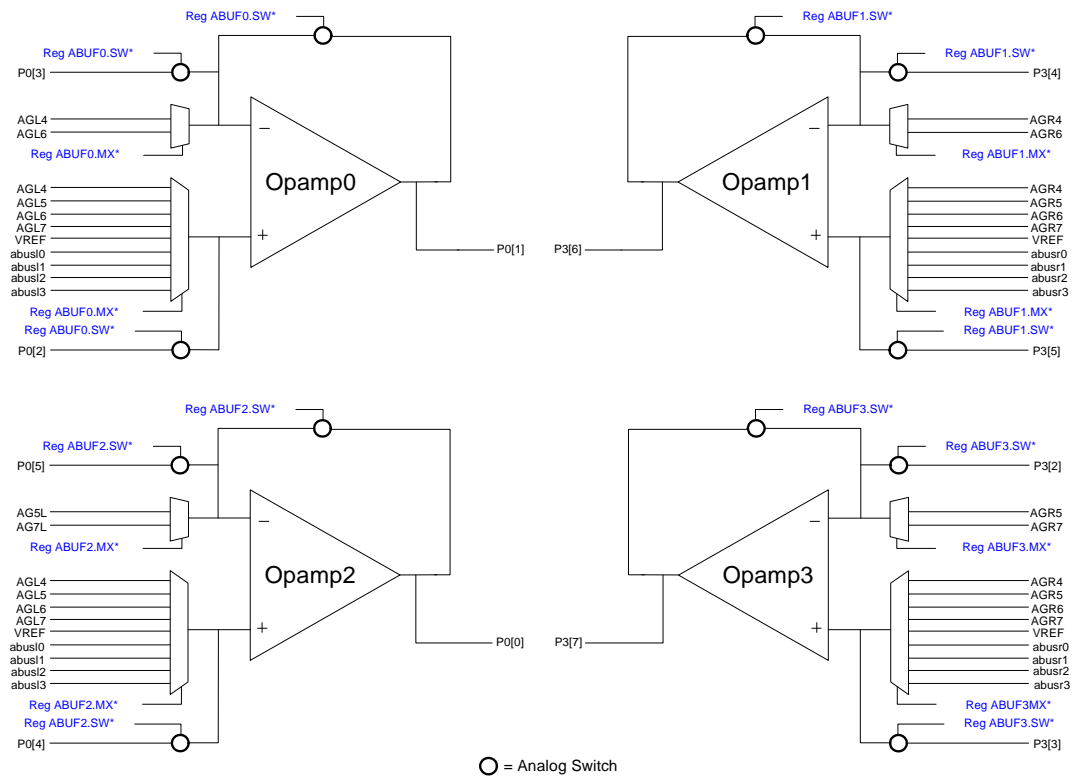 Reg ABUF0.SW*
Reg ABUF0.SW*
P0[3]
AGL4
AGL6
Reg ABUF0.MX*
AGL4
AGL5
AGL6
AGL7
VREF
abusl0
abusl1
abusl2
abusl3
Reg ABUF0.MX*
Reg ABUF0.SW*
P0[2]
−
+
Opamp0
P0[1]
Reg ABUF1.SW*
Reg ABUF1.SW*
P3[4]
AGR4
AGR6
Reg ABUF1.MX*
AGR4
AGR5
AGR6
AGR7
VREF
abusr0
abusr1
abusr2
abusr3
Reg ABUF1.MX*
Reg ABUF1.SW*
P3[5]
−
+
Opamp1
P3[6]
Reg ABUF2.SW*
Reg ABUF2.SW*
P0[5]
AG5L
AG7L
Reg ABUF2.MX*
AGL4
AGL5
AGL6
AGL7
VREF
abusl0
abusl1
abusl2
abusl3
Reg ABUF2.MX*
Reg ABUF2.SW*
P0[4]
−
+
Opamp2
P0[0]
Reg ABUF3.SW*
Reg ABUF3.SW*
P3[2]
AGR5
AGR7
Reg ABUF3.MX*
AGR4
AGR5
AGR6
AGR7
VREF
abusr0
abusr1
abusr2
abusr3
Reg ABUF3MX*
Reg ABUF3.SW*
P3[3]
−
+
Opamp3
P3[7]
= Analog Switch